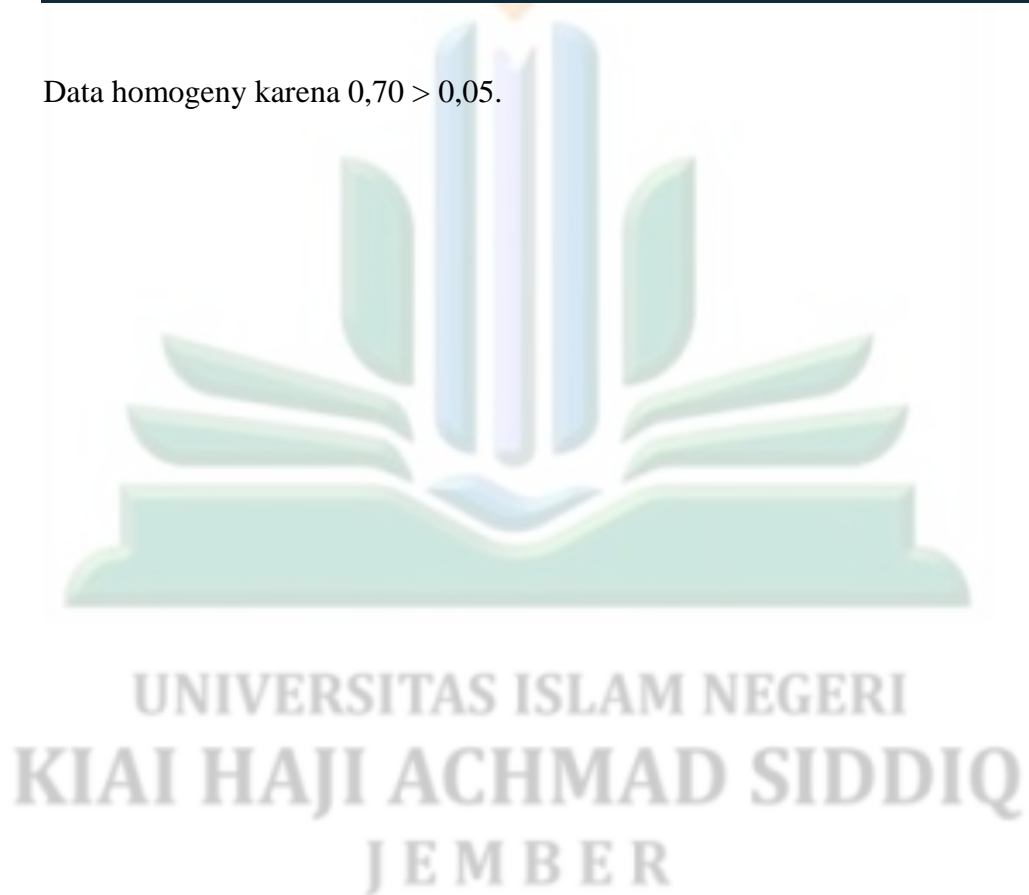 Data homogeny karena 0,70 > 0,05.
UNIVERSITAS ISLAM NEGERI
KIAI HAJI ACHMAD SIDDIQ
JEMBER